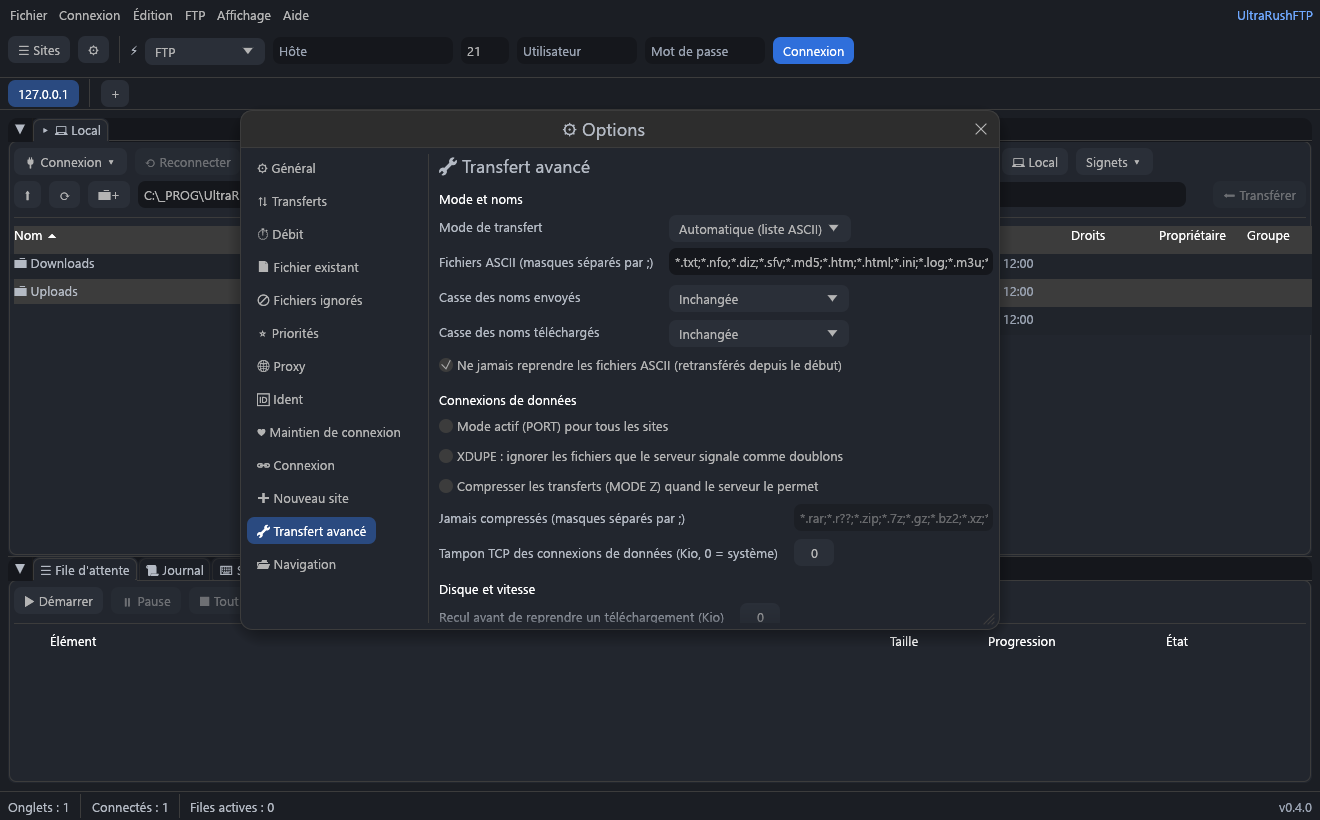 Fichier Connexion Édition FTP Affichage Aide UltraRushFTP
Sites FTP Hôte 21 Utilisateur Mot de passe Connexion
127.0.0.1 +
Local
Connexion Reconnecter
C:\_PROG\UltraR
Nom
Downloads
Uploads
Local Signets
Transférer
Droits Propriétaire Groupe
12:00
12:00
12:00
Options
Général
Transferts
Débit
Fichier existant
Fichiers ignorés
Priorités
Proxy
ID Ident
Maintien de connexion
Connexion
Nouveau site
Transfert avancé
Navigation
Transfert avancé
Mode et noms
Mode de transfert Automatique (liste ASCII)
Fichiers ASCII (masques séparés par ;) *.txt;*.nfo;*.diz;*.sfv;*.md5;*.htm;*.html;*.ini;*.log;*.m3u;*
Casse des noms envoyés Inchangée
Casse des noms téléchargés Inchangée
Ne jamais reprendre les fichiers ASCII (retransférés depuis le début)
Connexions de données
Mode actif (PORT) pour tous les sites
XDUPE : ignorer les fichiers que le serveur signale comme doublons
Compresser les transferts (MODE Z) quand le serveur le permet
Jamais compressés (masques séparés par ;) *.rar;*.r??;*.zip;*.7z;*.gz;*.bz2;*.xz;*
Tampon TCP des connexions de données (Kio, 0 = système) 0
Disque et vitesse
Recul avant de reprendre un téléchargement (Kio) 0
File d'attente Journal S
Démarrer Pause Tout
Élément Taille Progression État
Onglets : 1 Connectés : 1 Files actives : 0 v0.4.0